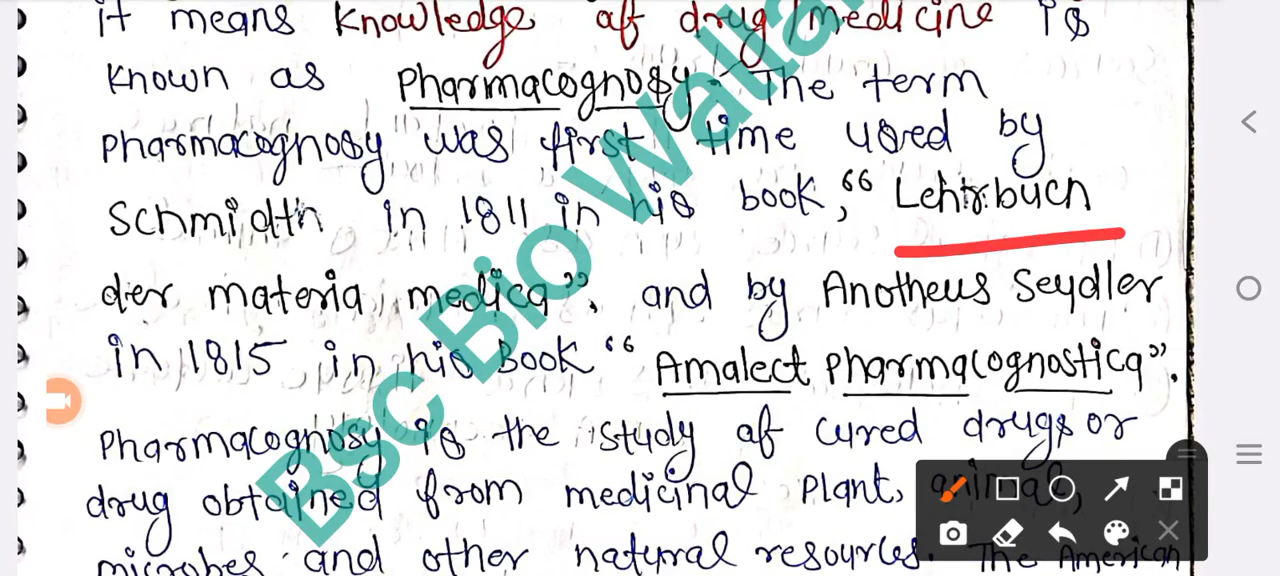 it means knowledge of drug/medicine is
known as Pharmacognosy. The term
pharmacognosy" was first time used by
Schmidth in 1811 in his book, "Lehrbuch
der materia medica", and by Anotheus Seydler
in 1815 in his Book "Amalect pharmacognostica".
Pharmacognosy is the study of cured drugs or
drug obtained from medicinal plant, animal,
microbes and other natural resources. The American
Bsc Bio Wallah